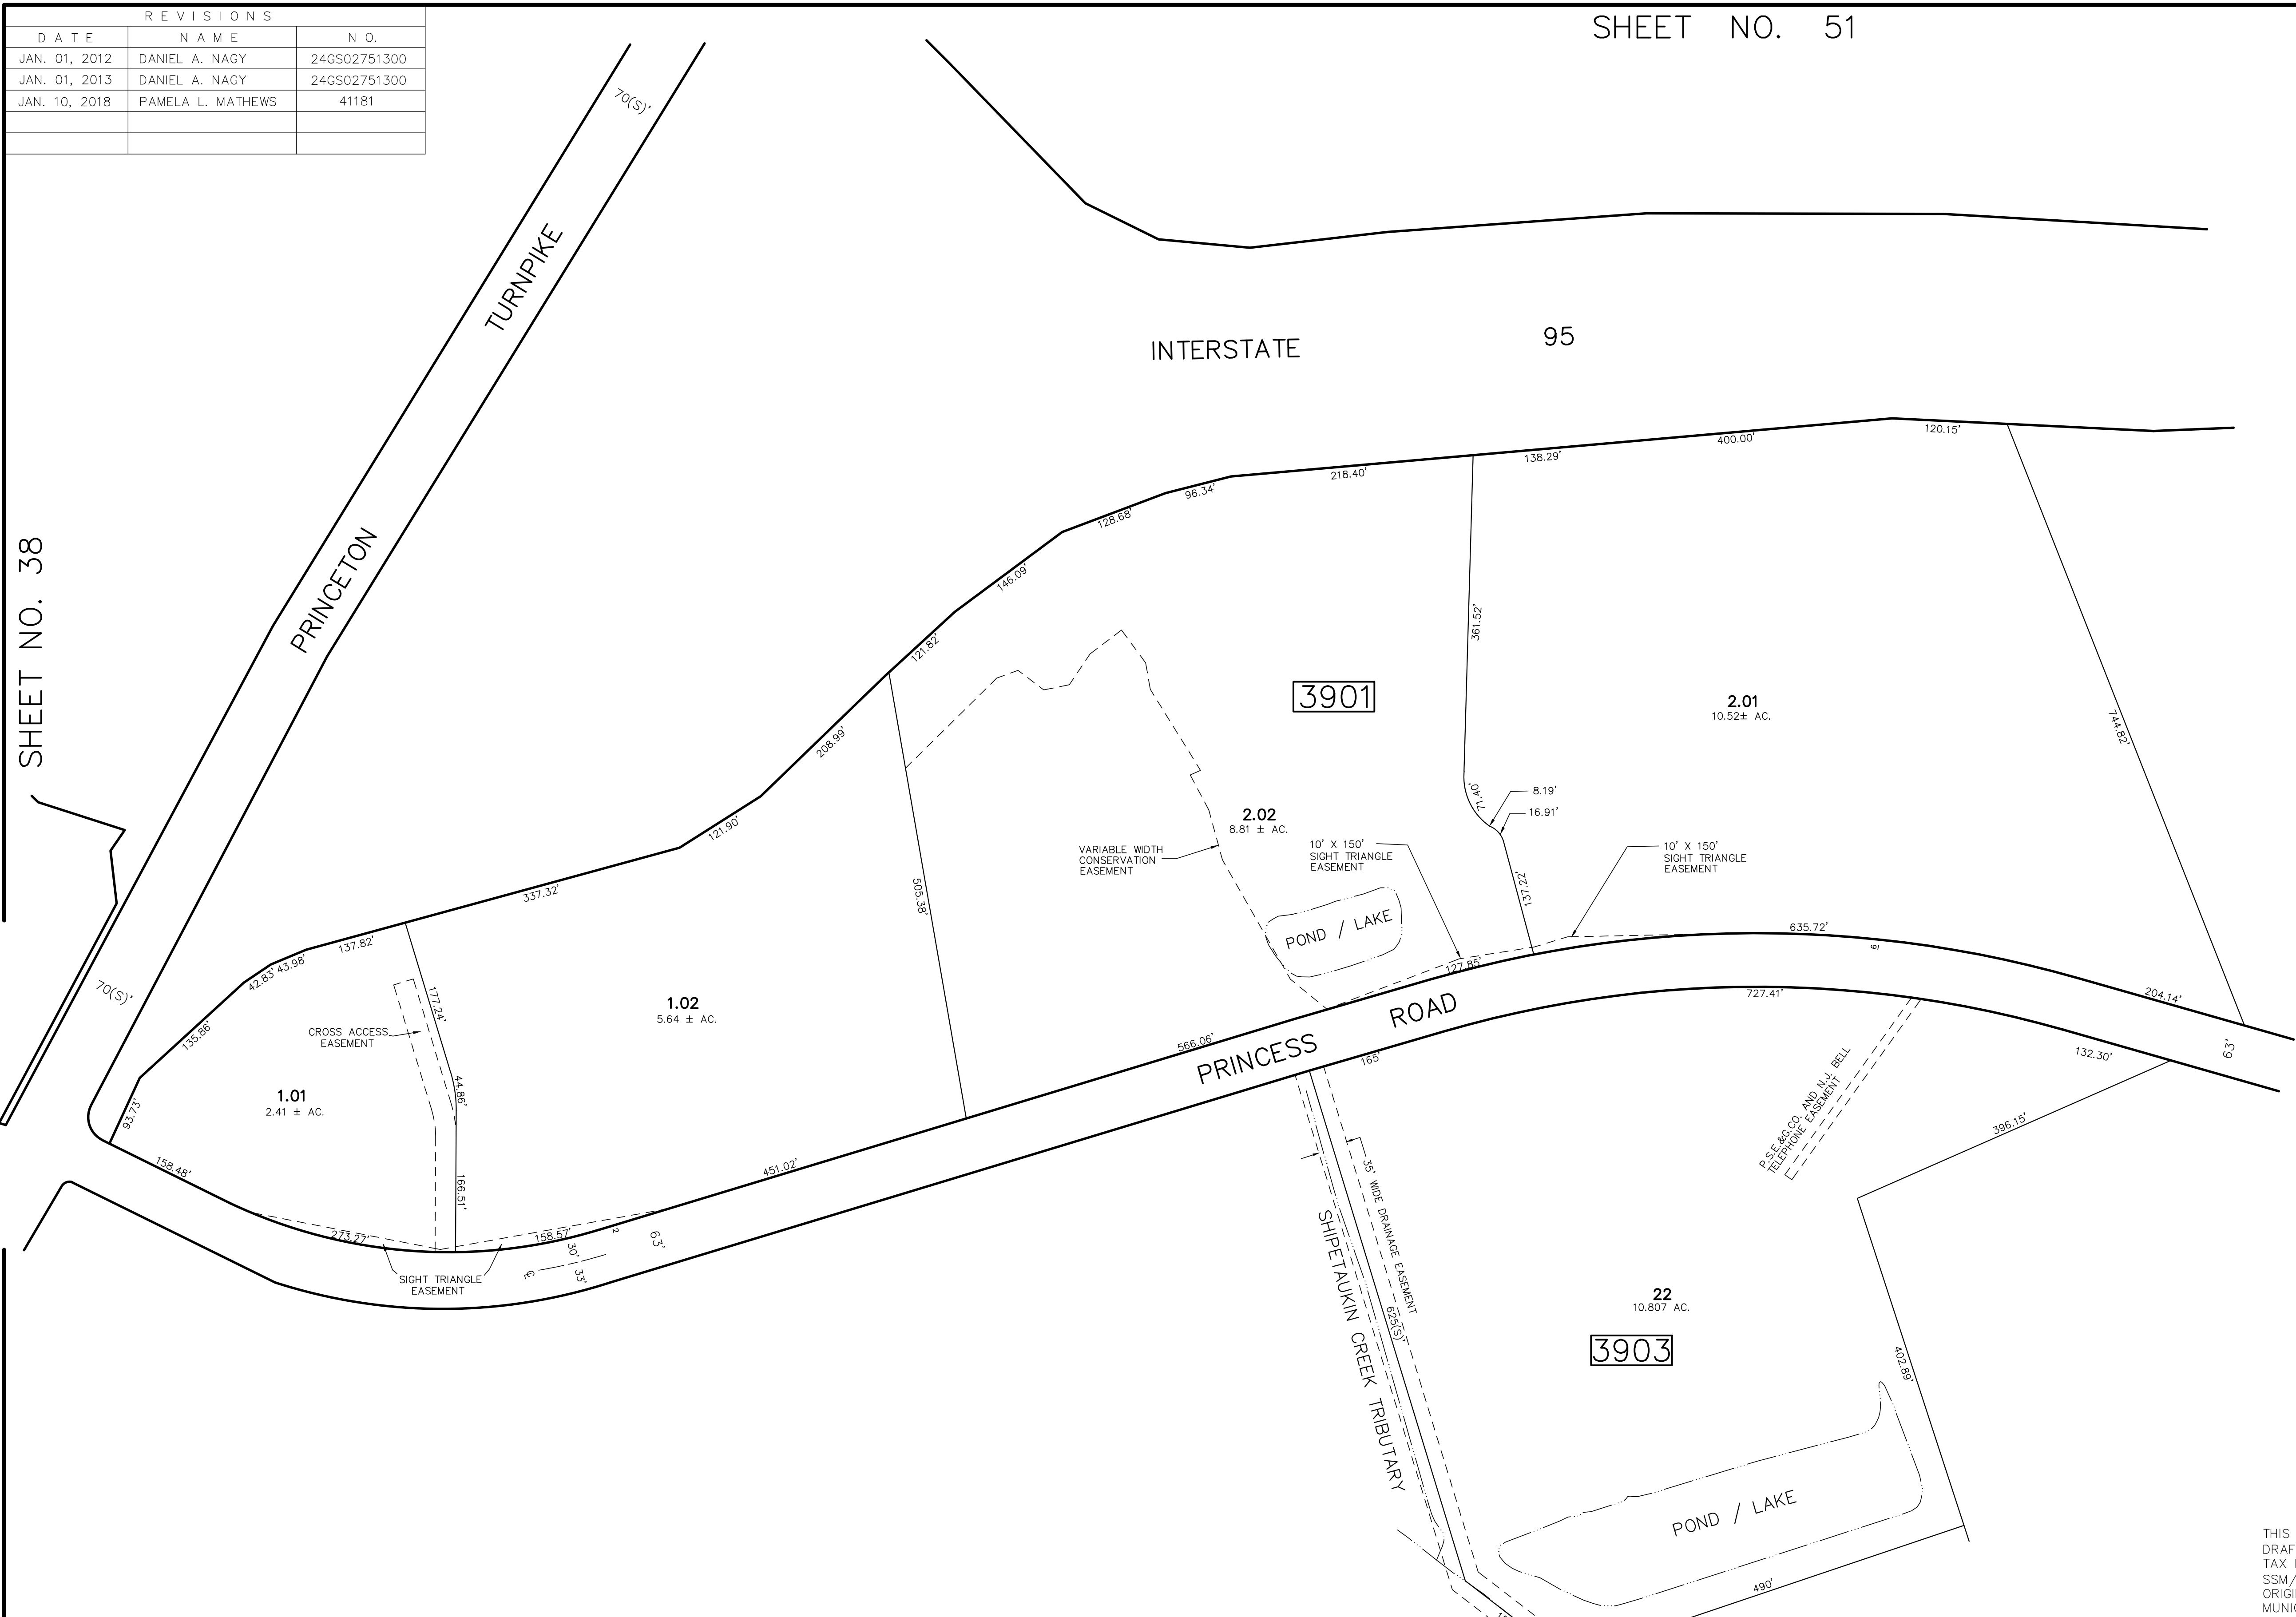 REVISIONS
DATE NAME NO.
JAN. 01, 2012 DANIEL A. NAGY 24GS02751300
JAN. 01, 2013 DANIEL A. NAGY 24GS02751300
JAN. 10, 2018 PAMELA L. MATHEWS 41181
SHEET NO. 51
SHEET NO. 38
70(S)'
PRINCETON TURNPIKE
70(S)'
INTERSTATE 95
120.15'
400.00'
138.29'
218.40'
96.34'
128.68'
146.09'
121.82'
208.99'
121.90'
337.32'
137.82'
43.98'
42.83'
135.86'
93.73'
158.48'
273.27'
158.57'
451.02'
566.06'
127.85'
635.72'
204.14'
744.82'
361.52'
71.40'
8.19'
16.91'
137.22'
505.38'
177.24'
44.86'
166.51'
3901
2.01
10.52± AC.
2.02
8.81 ± AC.
1.02
5.64 ± AC.
1.01
2.41 ± AC.
VARIABLE WIDTH
CONSERVATION
EASEMENT
10' X 150'
SIGHT TRIANGLE
EASEMENT
10' X 150'
SIGHT TRIANGLE
EASEMENT
POND / LAKE
CROSS ACCESS
EASEMENT
SIGHT TRIANGLE
EASEMENT
30'
33'
2
63'
PRINCESS ROAD
165'
727.41'
132.30'
63'
P.S.E.&G.CO. AND N.J. BELL
TELEPHONE EASEMENT
396.15'
402.89'
35' WIDE DRAINAGE EASEMENT
625(S)'
SHIPETAUKIN CREEK TRIBUTARY
22
10.807 AC.
3903
POND / LAKE
490'
THIS
DRAF
TAX
SSM/
ORIGI
MUNI